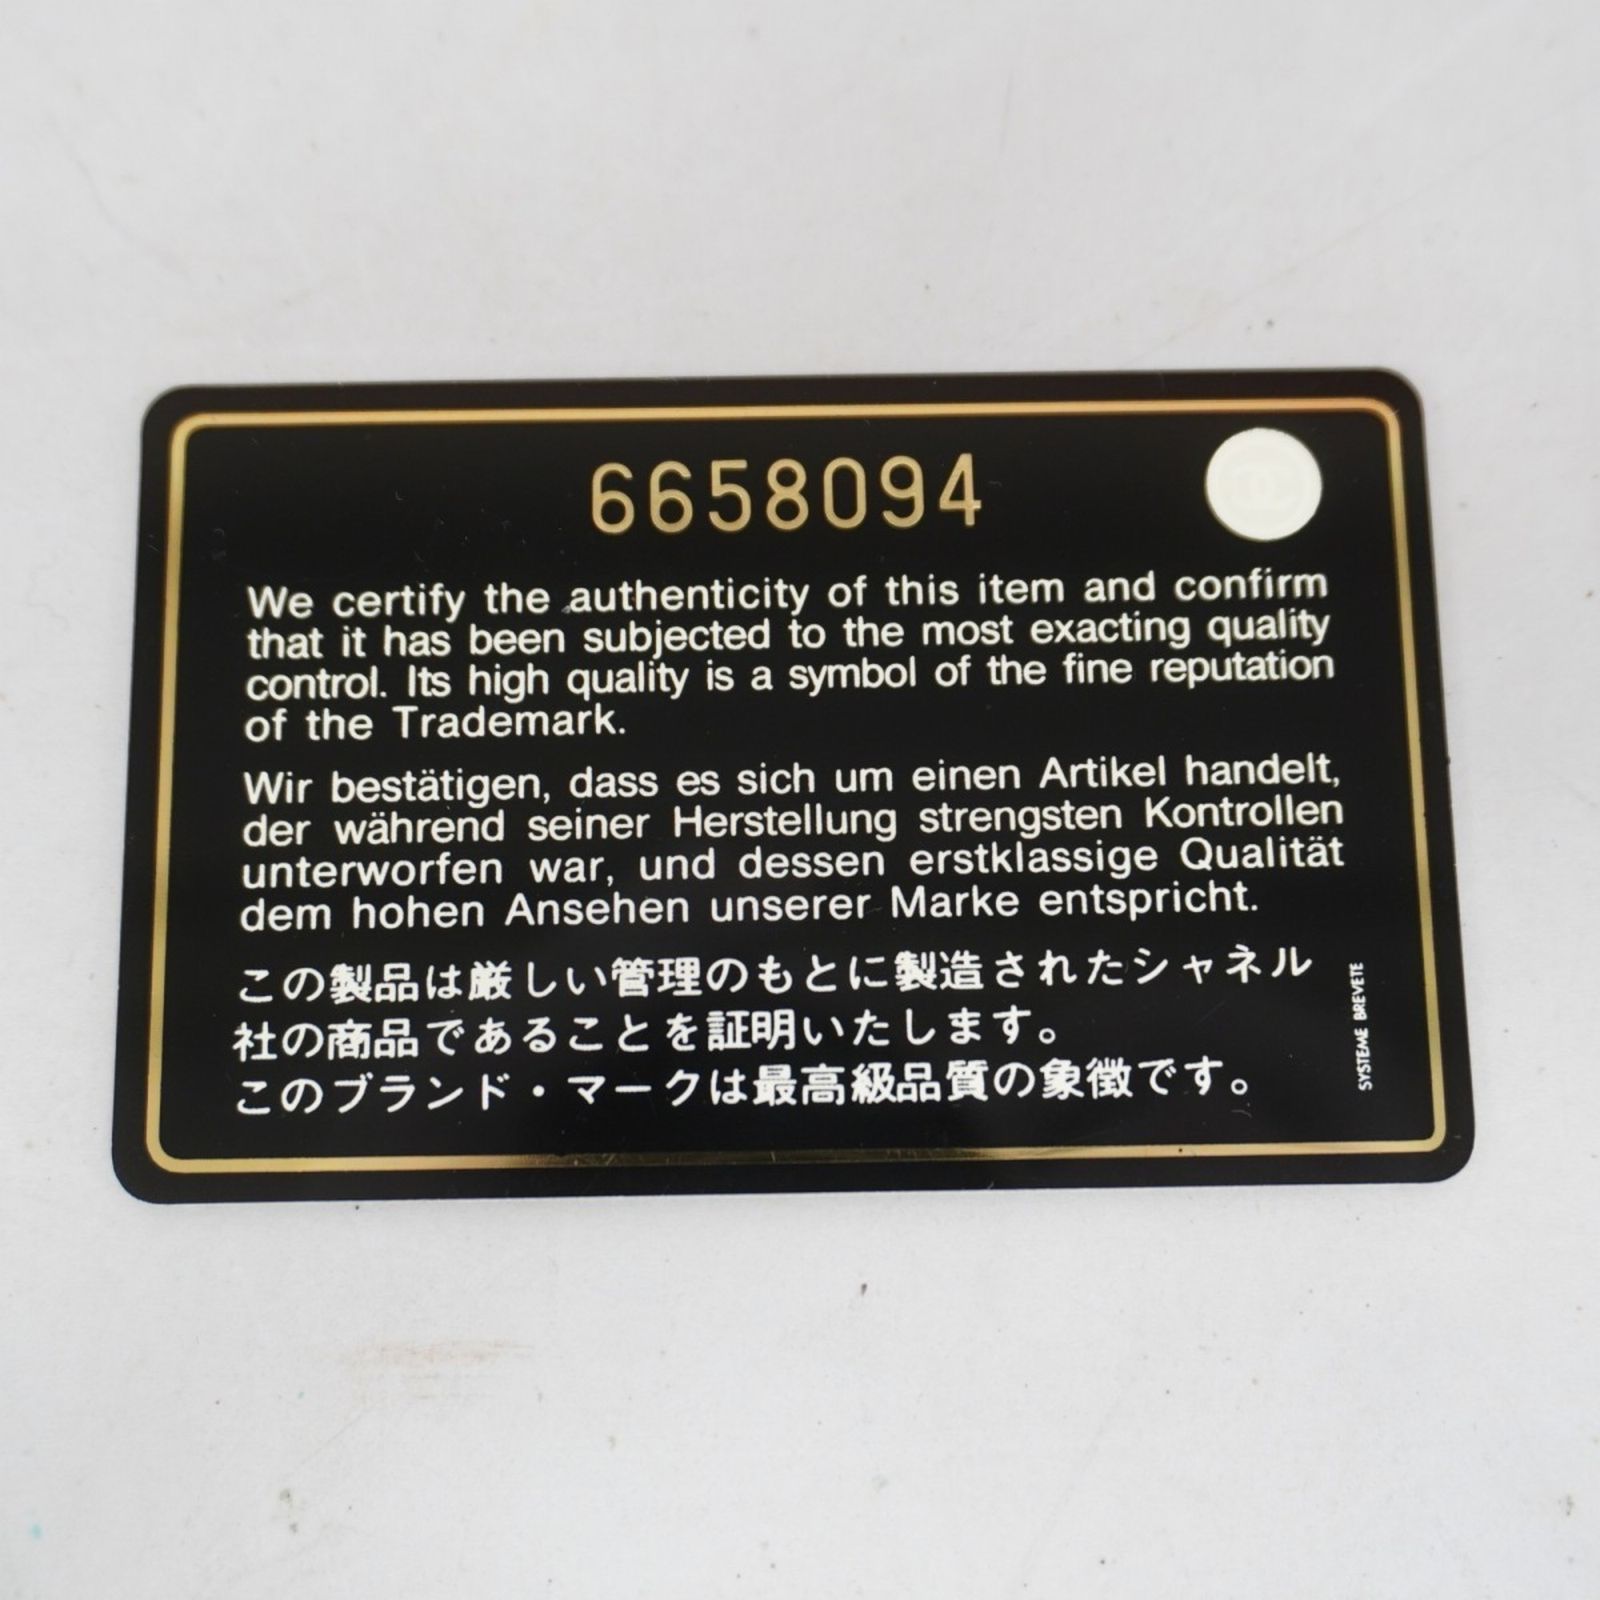 6658094
We certify the authenticity of this item and confirm
that it has been subjected to the most exacting quality
control. Its high quality is a symbol of the fine reputation
of the Trademark.
Wir bestätigen, dass es sich um einen Artikel handelt,
der während seiner Herstellung strengsten Kontrollen
unterworfen war, und dessen erstklassige Qualität
dem hohen Ansehen unserer Marke entspricht.
この製品は厳しい管理のもとに製造されたシャネル
社の商品であることを証明いたします。
このブランド・マークは最高級品質の象徴です。
SYSTEME BREVETE